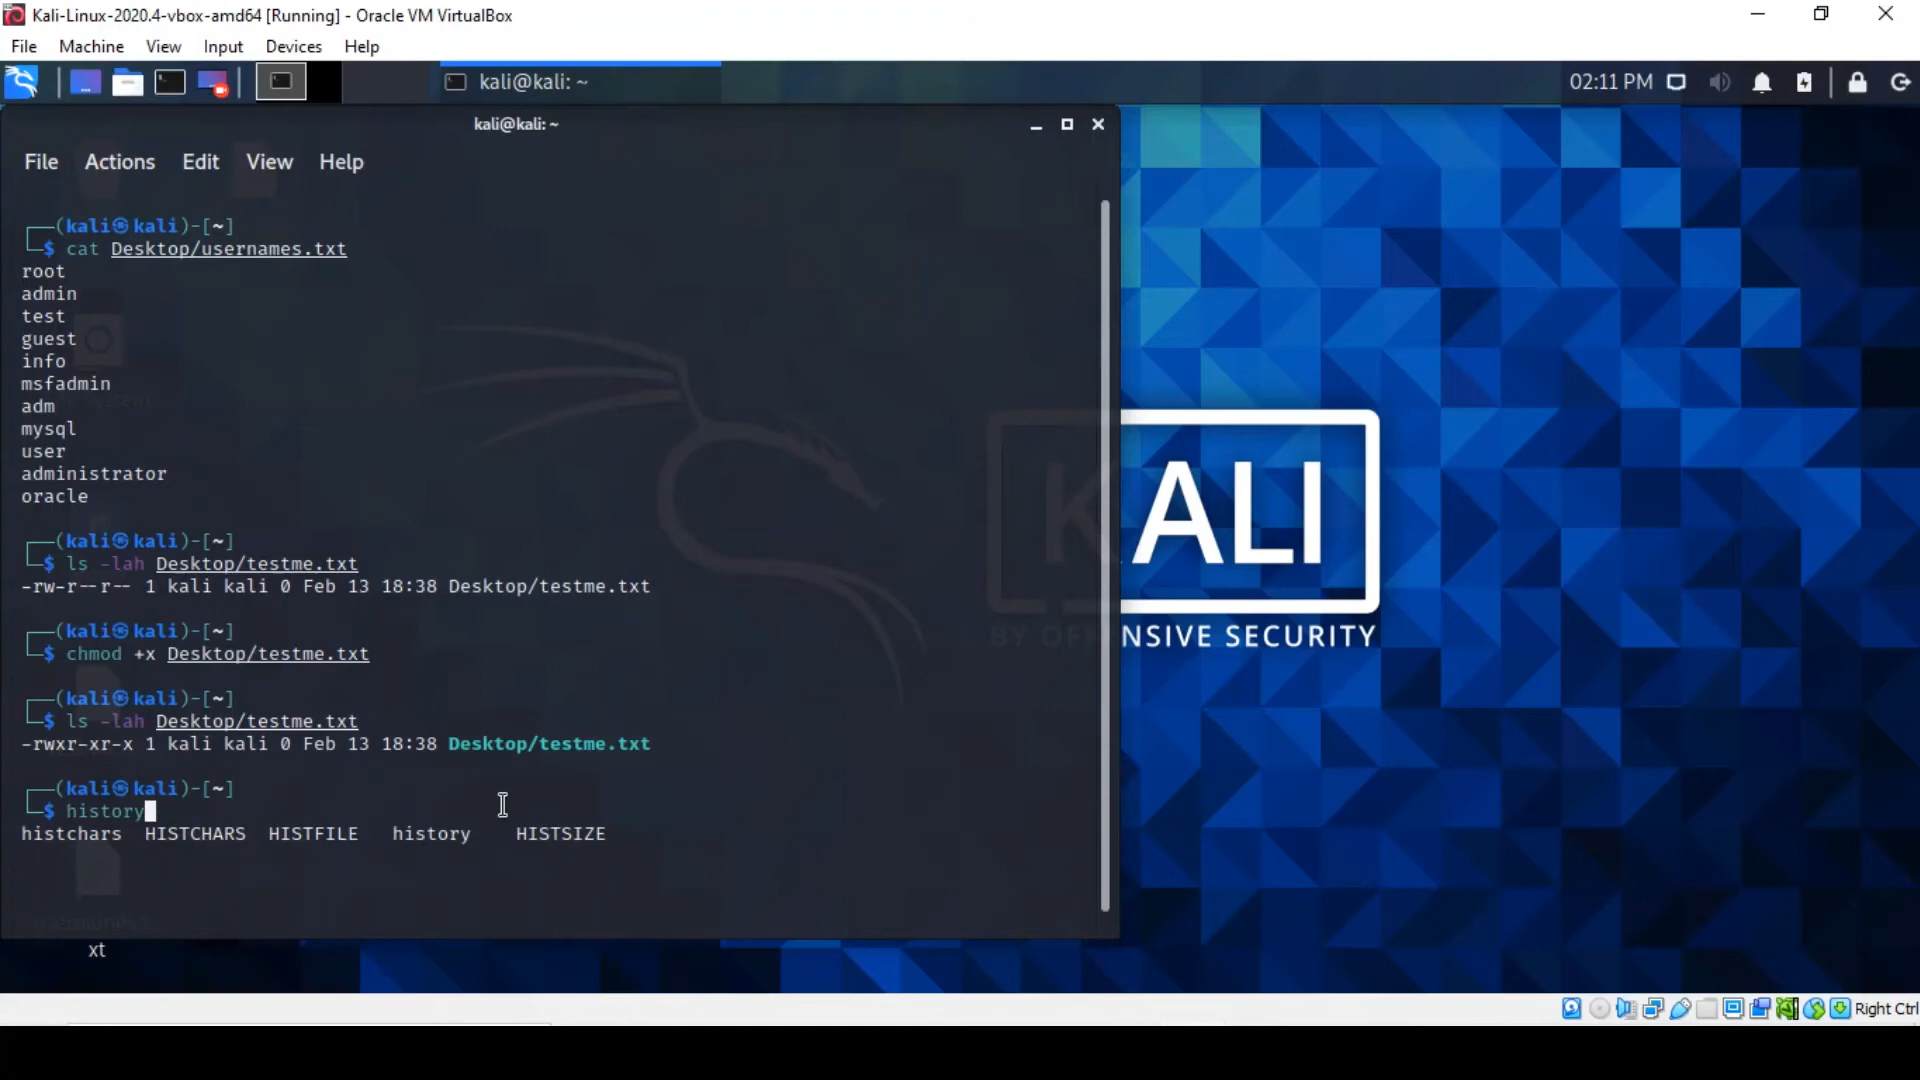 Kali-Linux-2020.4-vbox-amd64 [Running] - Oracle VM VirtualBox
File Machine View Input Devices Help
kali@kali: ~
02:11 PM
kali@kali: ~
File Actions Edit View Help
(kali㉿kali)-[~]
$ cat Desktop/usernames.txt
root
admin
test
guest
info
msfadmin
adm
mysql
user
administrator
oracle
(kali㉿kali)-[~]
$ ls -lah Desktop/testme.txt
-rw-r--r-- 1 kali kali 0 Feb 13 18:38 Desktop/testme.txt
(kali㉿kali)-[~]
$ chmod +x Desktop/testme.txt
(kali㉿kali)-[~]
$ ls -lah Desktop/testme.txt
-rwxr-xr-x 1 kali kali 0 Feb 13 18:38 Desktop/testme.txt
(kali㉿kali)-[~]
$ history
histchars HISTCHARS HISTFILE history HISTSIZE
KALI
BY OFFENSIVE SECURITY
xt
Right Ctrl